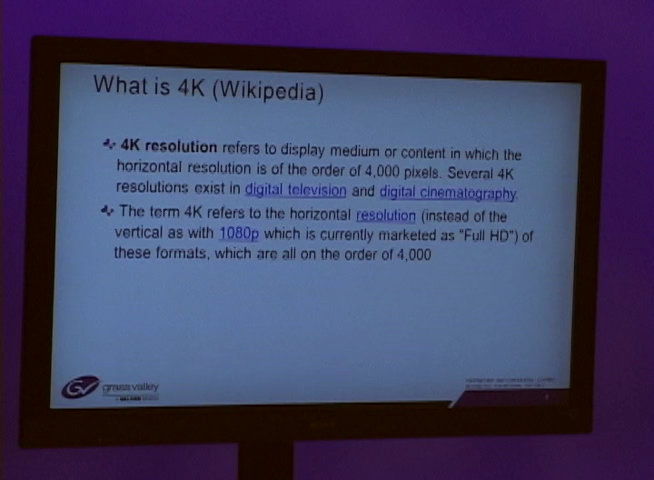 What is 4K (Wikipedia)
4K resolution refers to display medium or content in which the
horizontal resolution is of the order of 4,000 pixels. Several 4K
resolutions exist in digital television and digital cinematography.
The term 4K refers to the horizontal resolution (instead of the
vertical as with 1080p which is currently marketed as "Full HD") of
these formats, which are all on the order of 4,000
GV grass valley